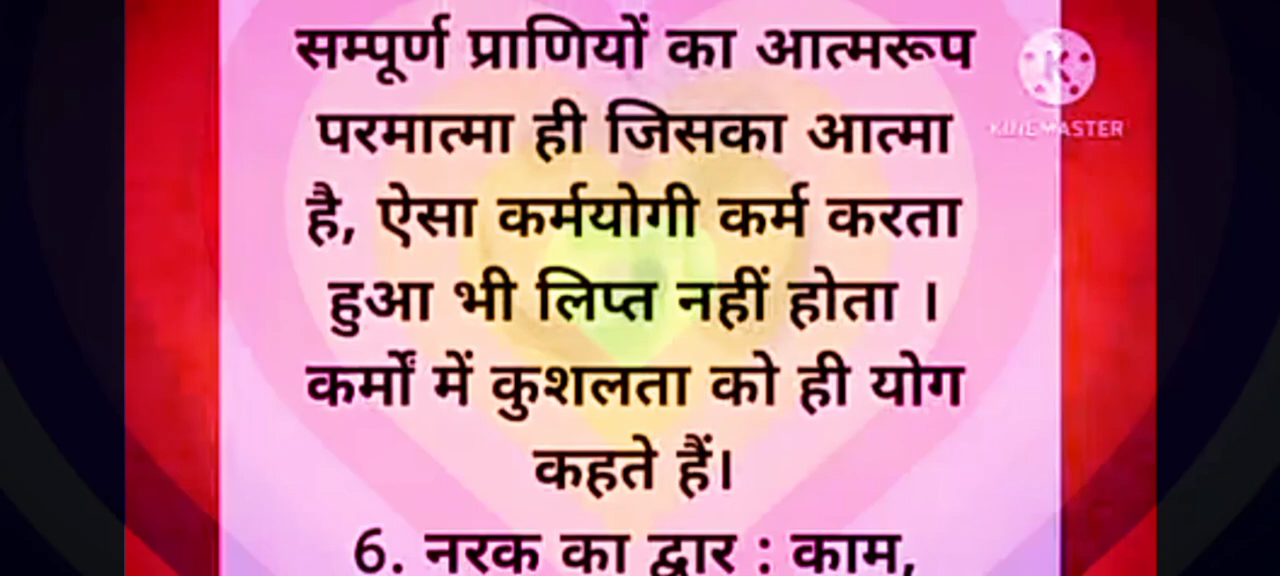 सम्पूर्ण प्राणियों का आत्मरूप
परमात्मा ही जिसका आत्मा
है, ऐसा कर्मयोगी कर्म करता
हुआ भी लिप्त नहीं होता ।
कर्मों में कुशलता को ही योग
कहते हैं।
6. नरक का द्वार : काम,
K
KINEMASTER